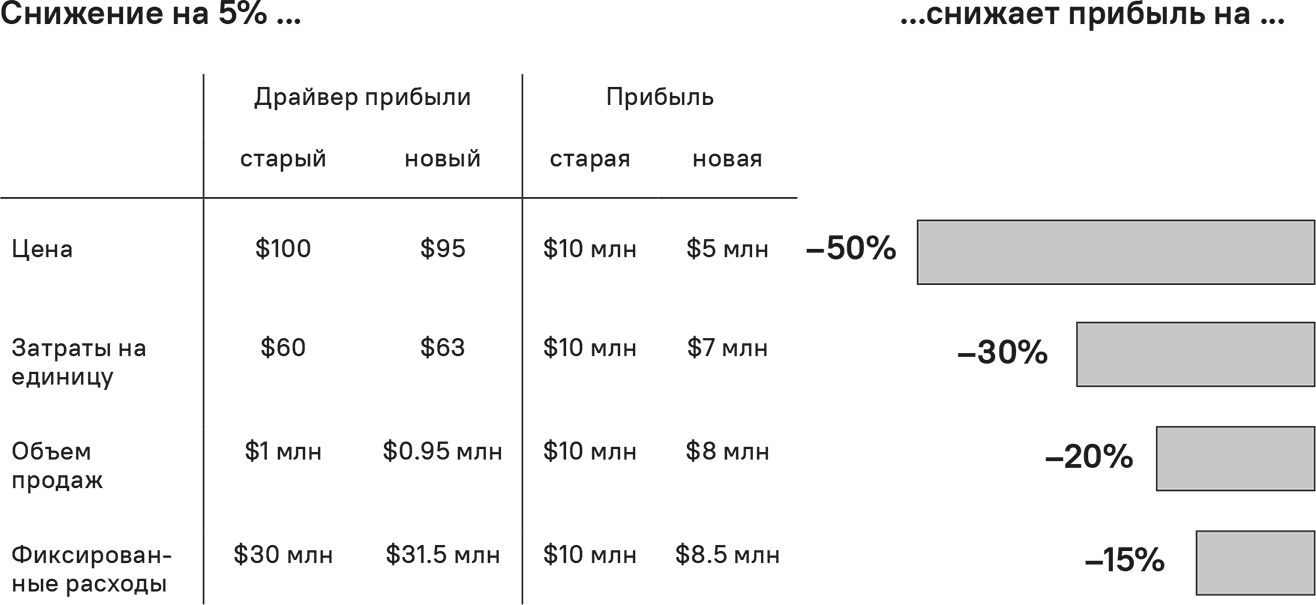 Снижение на 5% ... ...снижает прибыль на ...
Драйвер прибыли Прибыль
старый новый старая новая
Цена $100 $95 $10 млн $5 млн –50%
Затраты на
единицу $60 $63 $10 млн $7 млн –30%
Объем
продаж $1 млн $0.95 млн $10 млн $8 млн –20%
Фиксирован-
ные расходы $30 млн $31.5 млн $10 млн $8.5 млн –15%